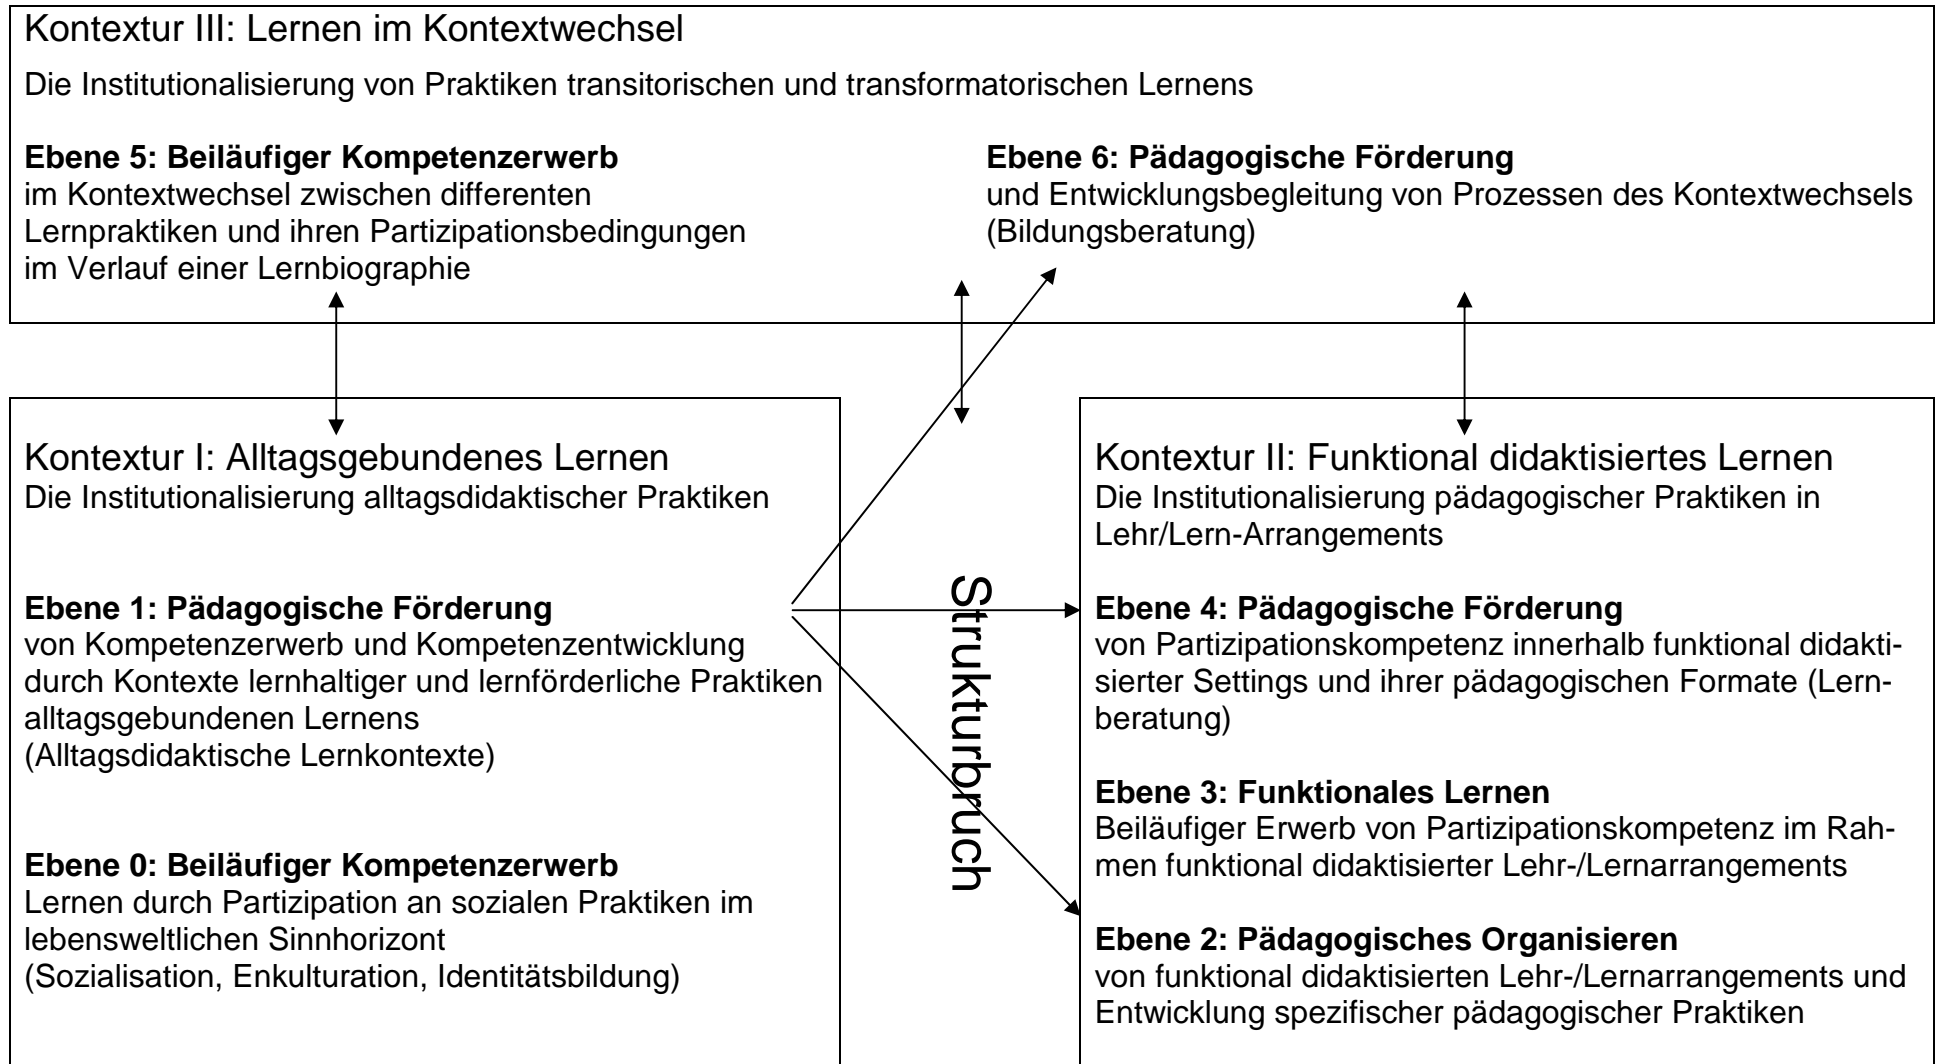 Kontextur III: Lernen im Kontextwechsel
Die Institutionalisierung von Praktiken transitorischen und transformatorischen Lernens
Ebene 5: Beiläufiger Kompetenzerwerb
im Kontextwechsel zwischen differenten
Lernpraktiken und ihren Partizipationsbedingungen
im Verlauf einer Lernbiographie
Ebene 6: Pädagogische Förderung
und Entwicklungsbegleitung von Prozessen des Kontextwechsels
(Bildungsberatung)
Kontextur I: Alltagsgebundenes Lernen
Die Institutionalisierung alltagsdidaktischer Praktiken
Ebene 1: Pädagogische Förderung
von Kompetenzerwerb und Kompetenzentwicklung
durch Kontexte lernhaltiger und lernförderliche Praktiken
alltagsgebundenen Lernens
(Alltagsdidaktische Lernkontexte)
Ebene 0: Beiläufiger Kompetenzerwerb
Lernen durch Partizipation an sozialen Praktiken im
lebensweltlichen Sinnhorizont
(Sozialisation, Enkulturation, Identitätsbildung)
Strukturbruch
Kontextur II: Funktional didaktisiertes Lernen
Die Institutionalisierung pädagogischer Praktiken in
Lehr/Lern-Arrangements
Ebene 4: Pädagogische Förderung
von Partizipationskompetenz innerhalb funktional didakti-
sierter Settings und ihrer pädagogischen Formate (Lern-
beratung)
Ebene 3: Funktionales Lernen
Beiläufiger Erwerb von Partizipationskompetenz im Rah-
men funktional didaktisierter Lehr-/Lernarrangements
Ebene 2: Pädagogisches Organisieren
von funktional didaktisierten Lehr-/Lernarrangements und
Entwicklung spezifischer pädagogischer Praktiken